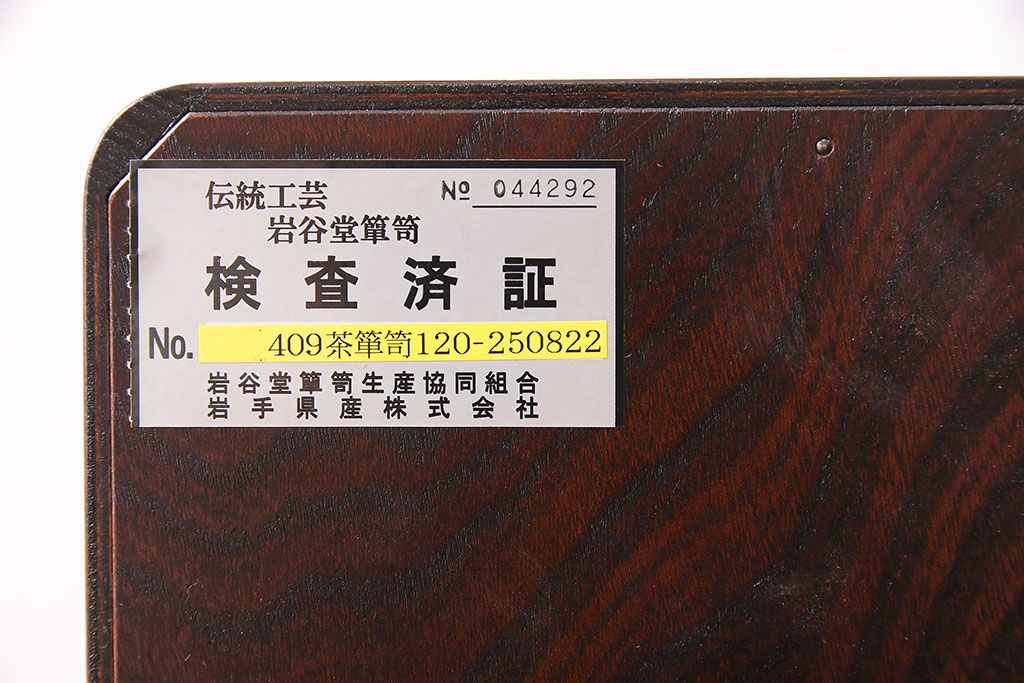 伝統工芸 № 044292
岩谷堂簞笥
検査済証
No. 409茶箪笥120-250822
岩谷堂簞笥生産協同組合
岩手県産株式会社